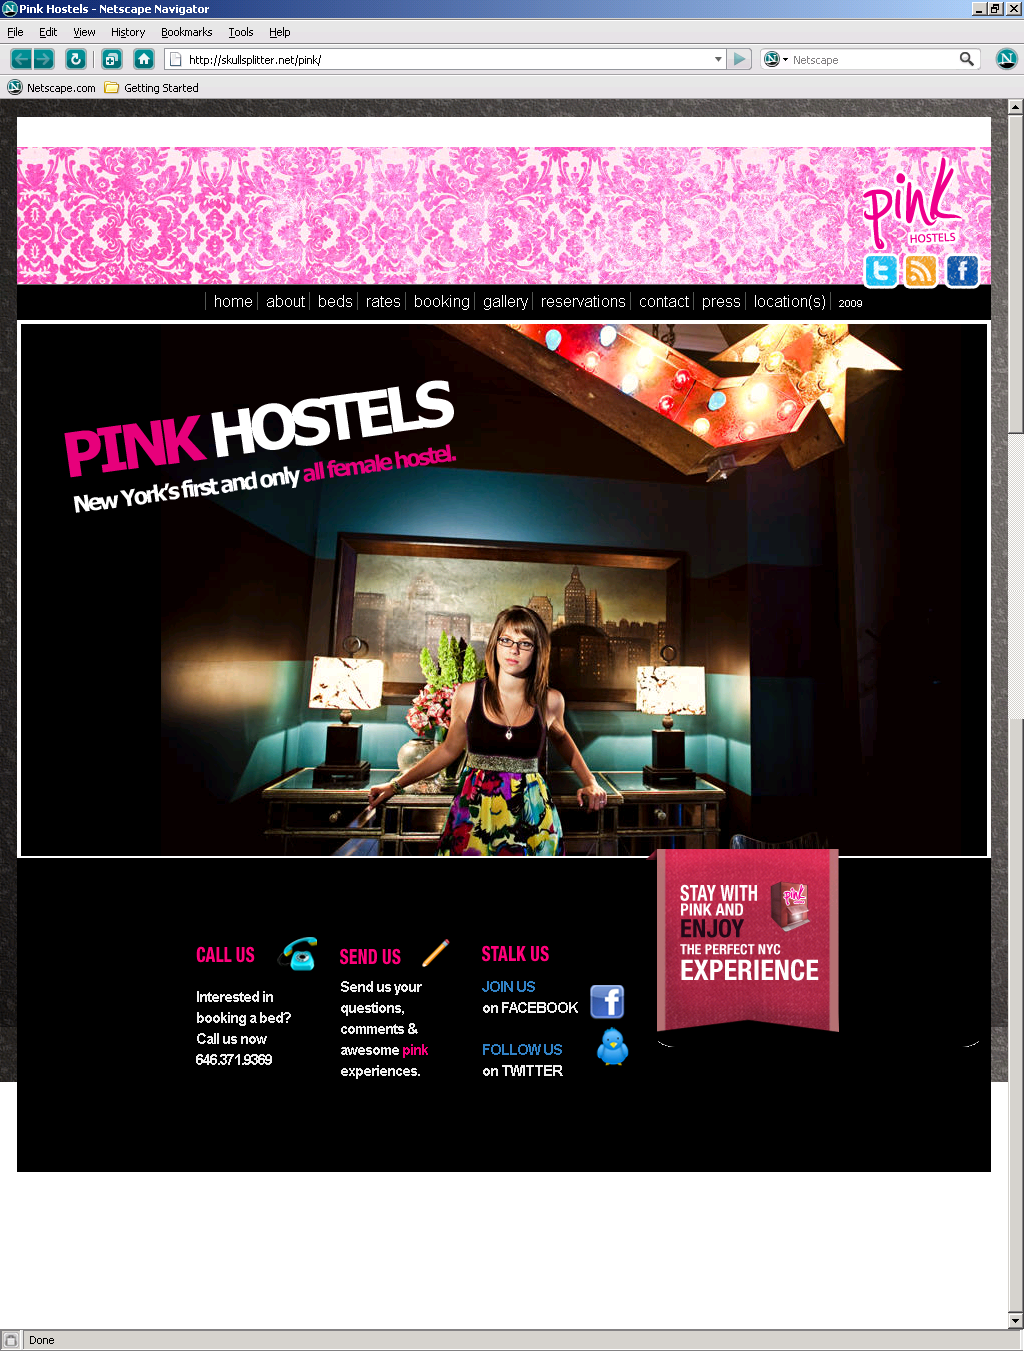 Pink Hostels - Netscape Navigator
File Edit View History Bookmarks Tools Help
http://skullsplitter.net/pink/
Netscape
Netscape.com Getting Started
pink
HOSTELS
home about beds rates booking gallery reservations contact press location(s) 2009
PINK HOSTELS
New York's first and only all female hostel.
STAY WITH
PINK AND
ENJOY
THE PERFECT NYC
EXPERIENCE
pink
CALL US
Interested in
booking a bed?
Call us now
646.371.9369
SEND US
Send us your
questions,
comments &
awesome pink
experiences.
STALK US
JOIN US
on FACEBOOK
FOLLOW US
on TWITTER
Done